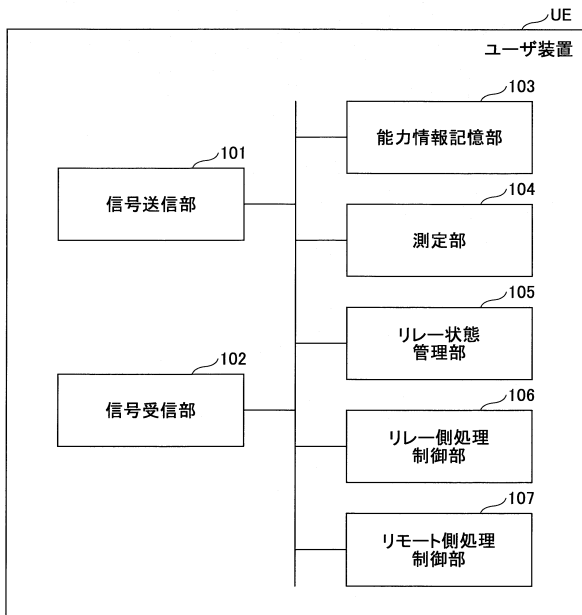 UE
ユーザ装置
101
信号送信部
102
信号受信部
103
能力情報記憶部
104
測定部
105
リレー状態
管理部
106
リレー側処理
制御部
107
リモート側処理
制御部